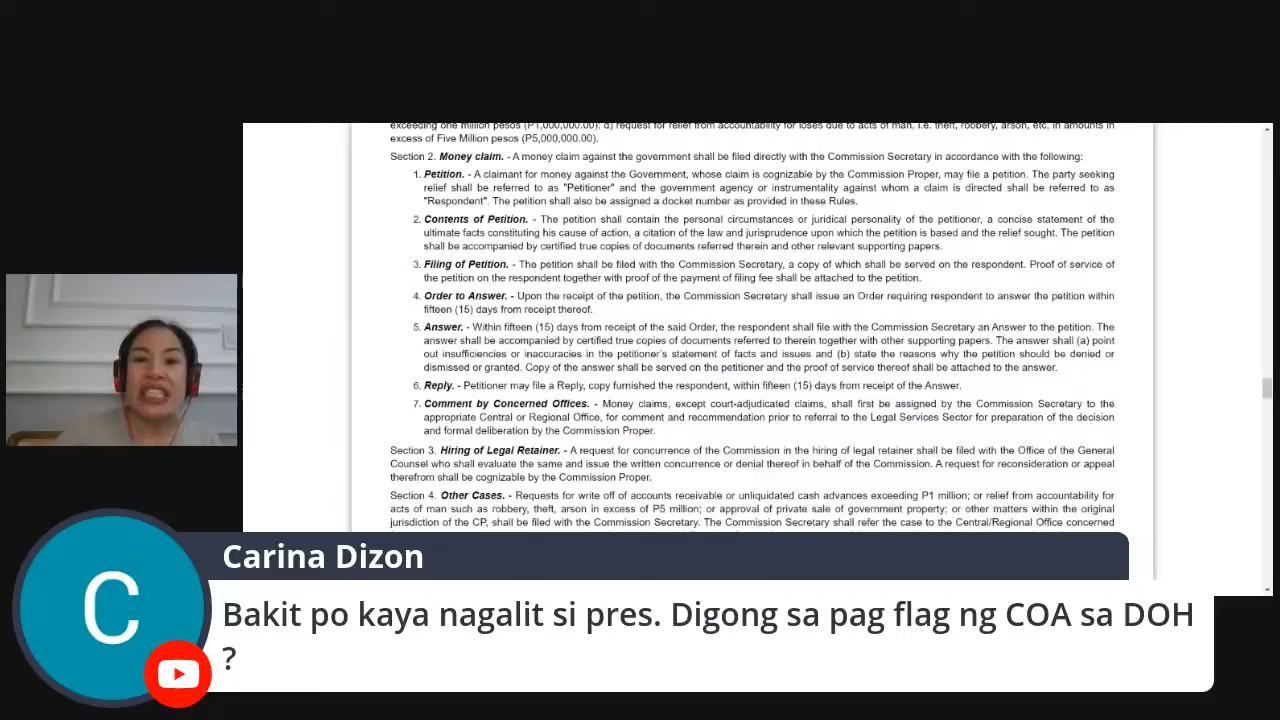 exceeding one million pesos (P1,000,000.00); d) request for relief from accountability for loses due to acts of man, i.e. theft, robbery, arson, etc, in amounts in
excess of Five Million pesos (P5,000,000.00).
Section 2. Money claim. - A money claim against the government shall be filed directly with the Commission Secretary in accordance with the following:
1. Petition. - A claimant for money against the Government, whose claim is cognizable by the Commission Proper, may file a petition. The party seeking
relief shall be referred to as "Petitioner" and the government agency or instrumentality against whom a claim is directed shall be referred to as
"Respondent". The petition shall also be assigned a docket number as provided in these Rules.
2. Contents of Petition. - The petition shall contain the personal circumstances or juridical personality of the petitioner, a concise statement of the
ultimate facts constituting his cause of action, a citation of the law and jurisprudence upon which the petition is based and the relief sought. The petition
shall be accompanied by certified true copies of documents referred therein and other relevant supporting papers.
3. Filing of Petition. - The petition shall be filed with the Commission Secretary, a copy of which shall be served on the respondent. Proof of service of
the petition on the respondent together with proof of the payment of filing fee shall be attached to the petition.
4. Order to Answer. - Upon the receipt of the petition, the Commission Secretary shall issue an Order requiring respondent to answer the petition within
fifteen (15) days from receipt thereof.
5. Answer. - Within fifteen (15) days from receipt of the said Order, the respondent shall file with the Commission Secretary an Answer to the petition. The
answer shall be accompanied by certified true copies of documents referred to therein together with other supporting papers. The answer shall (a) point
out insufficiencies or inaccuracies in the petitioner's statement of facts and issues and (b) state the reasons why the petition should be denied or
dismissed or granted. Copy of the answer shall be served on the petitioner and the proof of service thereof shall be attached to the answer.
6. Reply. - Petitioner may file a Reply, copy furnished the respondent, within fifteen (15) days from receipt of the Answer.
7. Comment by Concerned Offices. - Money claims, except court-adjudicated claims, shall first be assigned by the Commission Secretary to the
appropriate Central or Regional Office, for comment and recommendation prior to referral to the Legal Services Sector for preparation of the decision
and formal deliberation by the Commission Proper.
Section 3. Hiring of Legal Retainer. - A request for concurrence of the Commission in the hiring of legal retainer shall be filed with the Office of the General
Counsel who shall evaluate the same and issue the written concurrence or denial thereof in behalf of the Commission. A request for reconsideration or appeal
therefrom shall be cognizable by the Commission Proper.
Section 4. Other Cases. - Requests for write off of accounts receivable or unliquidated cash advances exceeding P1 million; or relief from accountability for
acts of man such as robbery, theft, arson in excess of P5 million; or approval of private sale of government property; or other matters within the original
jurisdiction of the CP, shall be filed with the Commission Secretary. The Commission Secretary shall refer the case to the Central/Regional Office concerned
C
Carina Dizon
Bakit po kaya nagalit si pres. Digong sa pag flag ng COA sa DOH
?